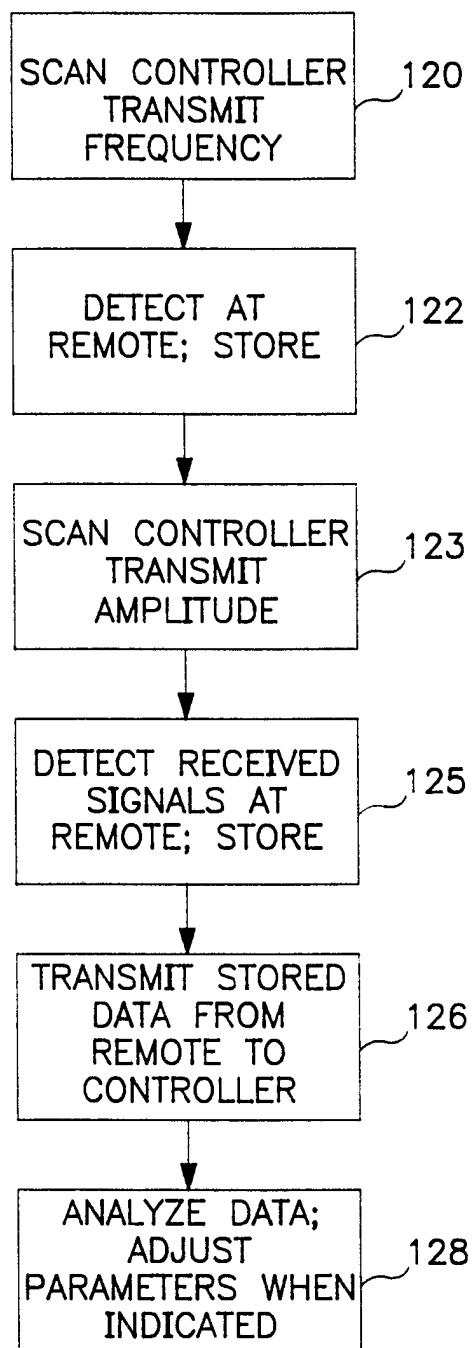 SCAN CONTROLLER
TRANSMIT
FREQUENCY
120
DETECT AT
REMOTE; STORE
122
SCAN CONTROLLER
TRANSMIT
AMPLITUDE
123
DETECT RECEIVED
SIGNALS AT
REMOTE; STORE
125
TRANSMIT STORED
DATA FROM
REMOTE TO
CONTROLLER
126
ANALYZE DATA;
ADJUST
PARAMETERS WHEN
INDICATED
128